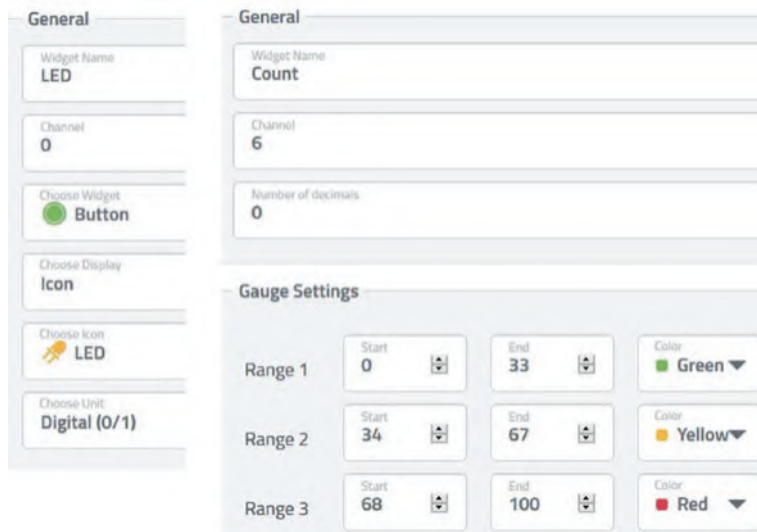 General
Widget Name
LED
Channel
0
Choose Widget
Button
Choose Display
Icon
Choose Icon
LED
Choose Unit
Digital (0/1)
General
Widget Name
Count
Channel
6
Number of decimals
0
Gauge Settings
Range 1
Start
0
End
33
Color
Green
Range 2
Start
34
End
67
Color
Yellow
Range 3
Start
68
End
100
Color
Red